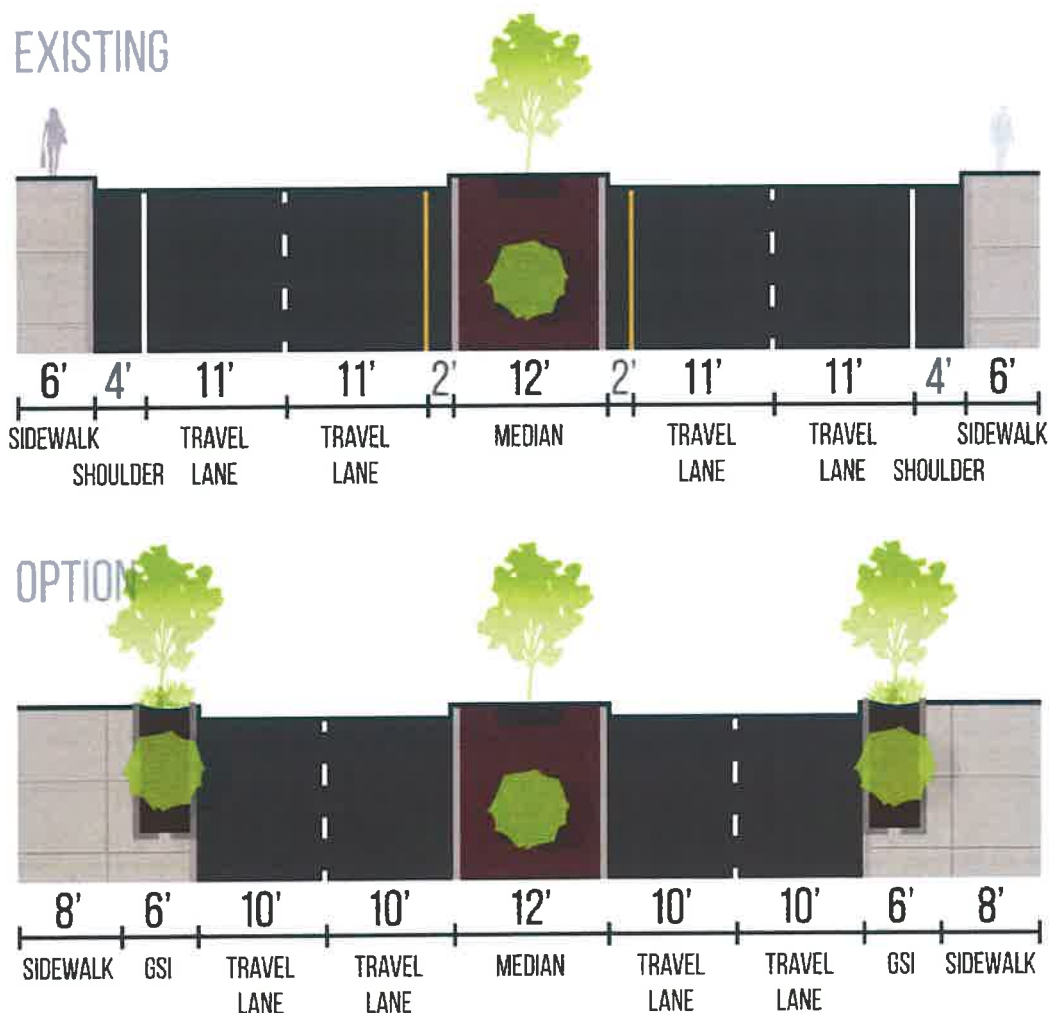 EXISTING
6' 4' 11' 11' 2' 12' 2' 11' 11' 4' 6'
SIDEWALK TRAVEL TRAVEL MEDIAN TRAVEL TRAVEL SIDEWALK
SHOULDER LANE LANE LANE LANE SHOULDER
OPTION
8' 6' 10' 10' 12' 10' 10' 6' 8'
SIDEWALK GSI TRAVEL TRAVEL MEDIAN TRAVEL TRAVEL GSI SIDEWALK
LANE LANE LANE LANE